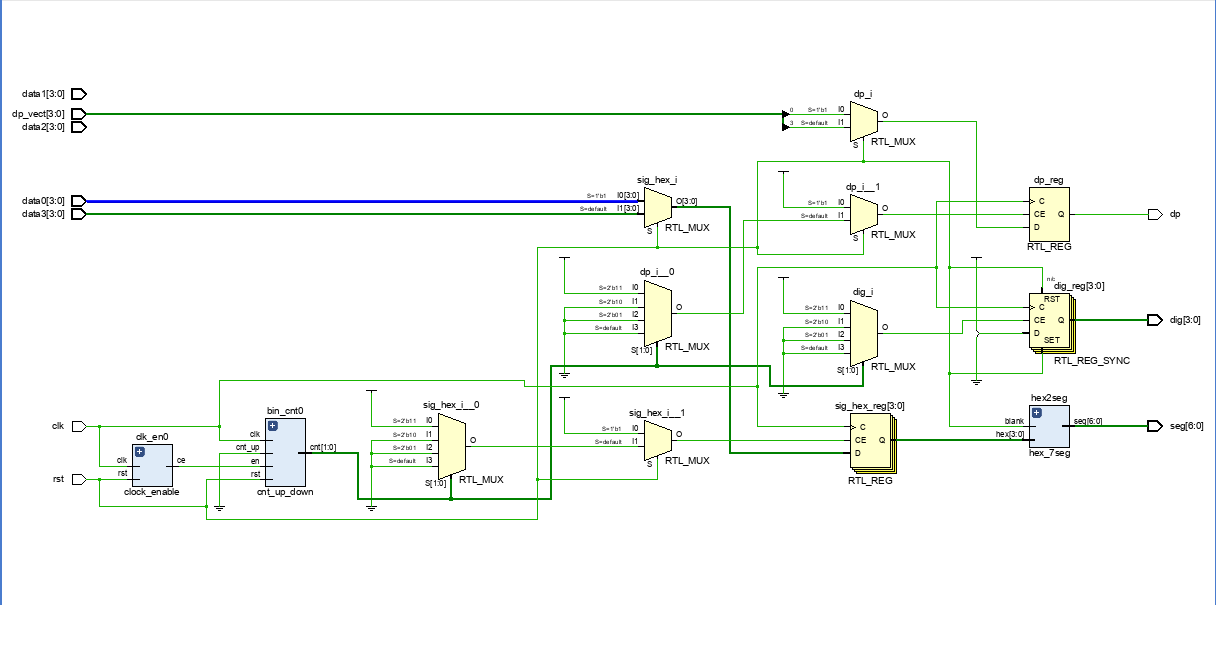 data1[3:0]
dp_vect[3:0]
data2[3:0]
data0[3:0]
data3[3:0]
clk
rst
dp_i
0 S=1'b1 I0
3 S=default I1
O
S
RTL_MUX
sig_hex_i
S=1'b1 I0[3:0]
S=default I1[3:0]
O[3:0]
S
RTL_MUX
dp_i__1
S=1'b1 I0
S=default I1
O
S
RTL_MUX
dp_reg
C
CE Q
D
RTL_REG
dp
dp_i__0
S=2'b11 I0
S=2'b10 I1
S=2'b01 I2
S=default I3
O
S[1:0]
RTL_MUX
dig_i
S=2'b11 I0
S=2'b10 I1
S=2'b01 I2
S=default I3
O
S[1:0]
RTL_MUX
n/c
dig_reg[3:0]
RST
C
CE Q
D
SET
RTL_REG_SYNC
dig[3:0]
clk_en0
clk
rst
ce
clock_enable
bin_cnt0
clk
cnt_up
en
rst
cnt[1:0]
cnt_up_down
sig_hex_i__0
S=2'b11 I0
S=2'b10 I1
S=2'b01 I2
S=default I3
O
S[1:0]
RTL_MUX
sig_hex_i__1
S=1'b1 I0
S=default I1
O
S
RTL_MUX
sig_hex_reg[3:0]
C
CE Q
D
RTL_REG
hex2seg
blank
hex[3:0]
seg[6:0]
hex_7seg
seg[6:0]